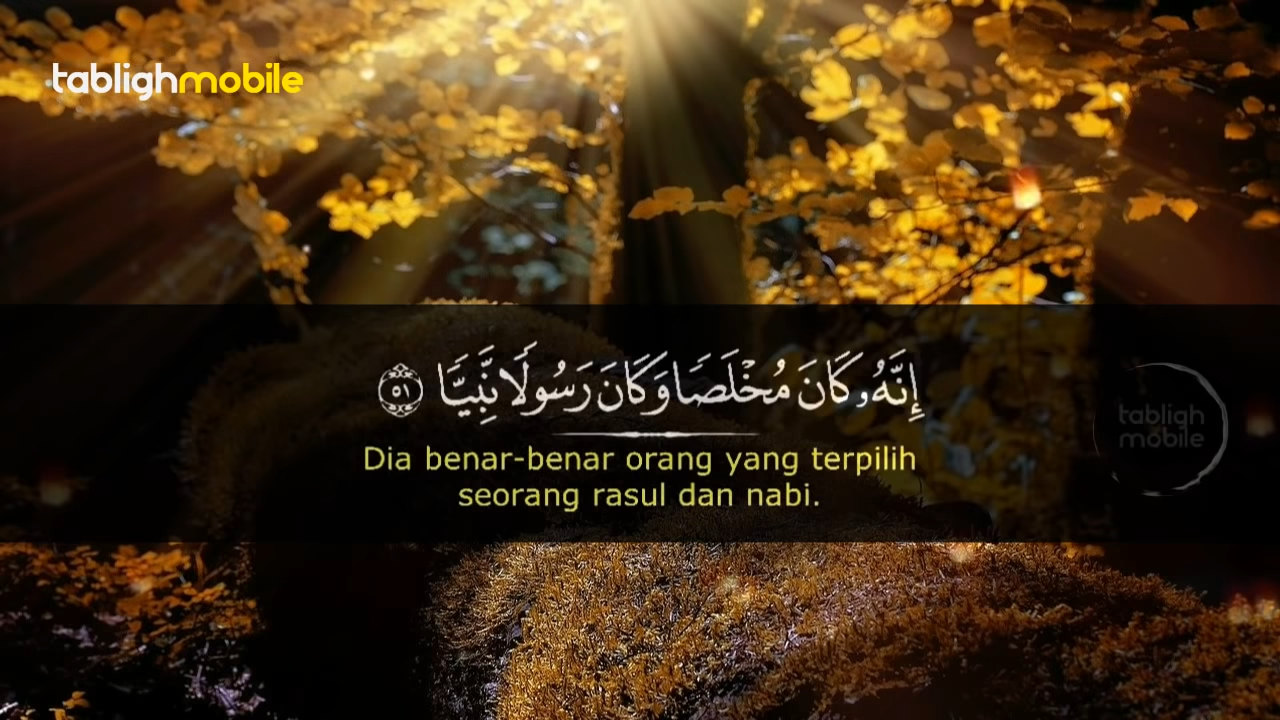 tablighmobile
إِنَّهُۥ كَانَ مُخْلَصًا وَكَانَ رَسُولًا نَّبِيًّا ٥١
Dia benar-benar orang yang terpilih
seorang rasul dan nabi.
tabligh
mobile